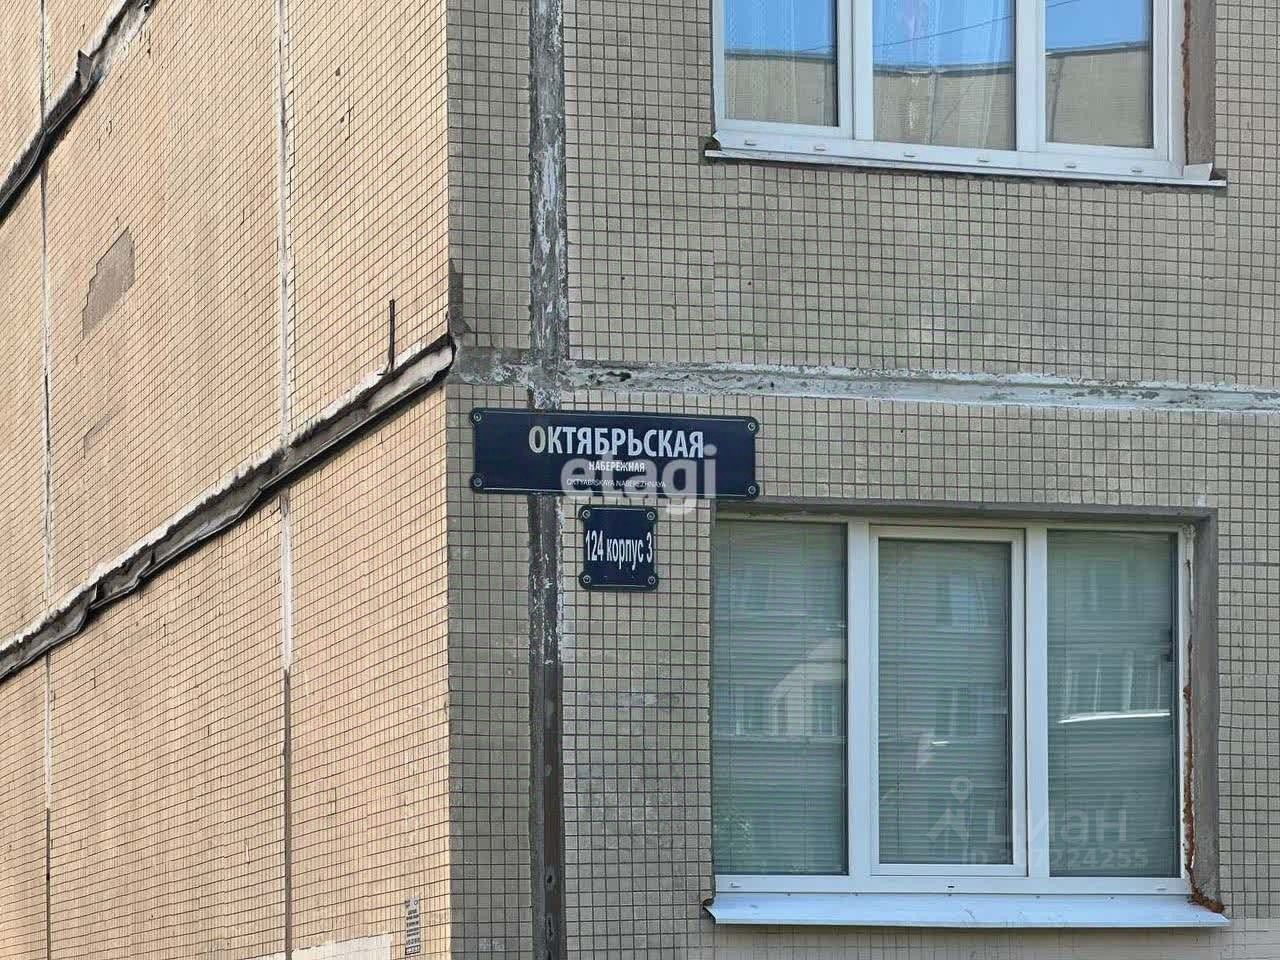 ОКТЯБРЬСКАЯ
НАБЕРЕЖНАЯ
OKTYABRSKAYA NABEREZHNAYA
etagi
124 корпус 3
циан